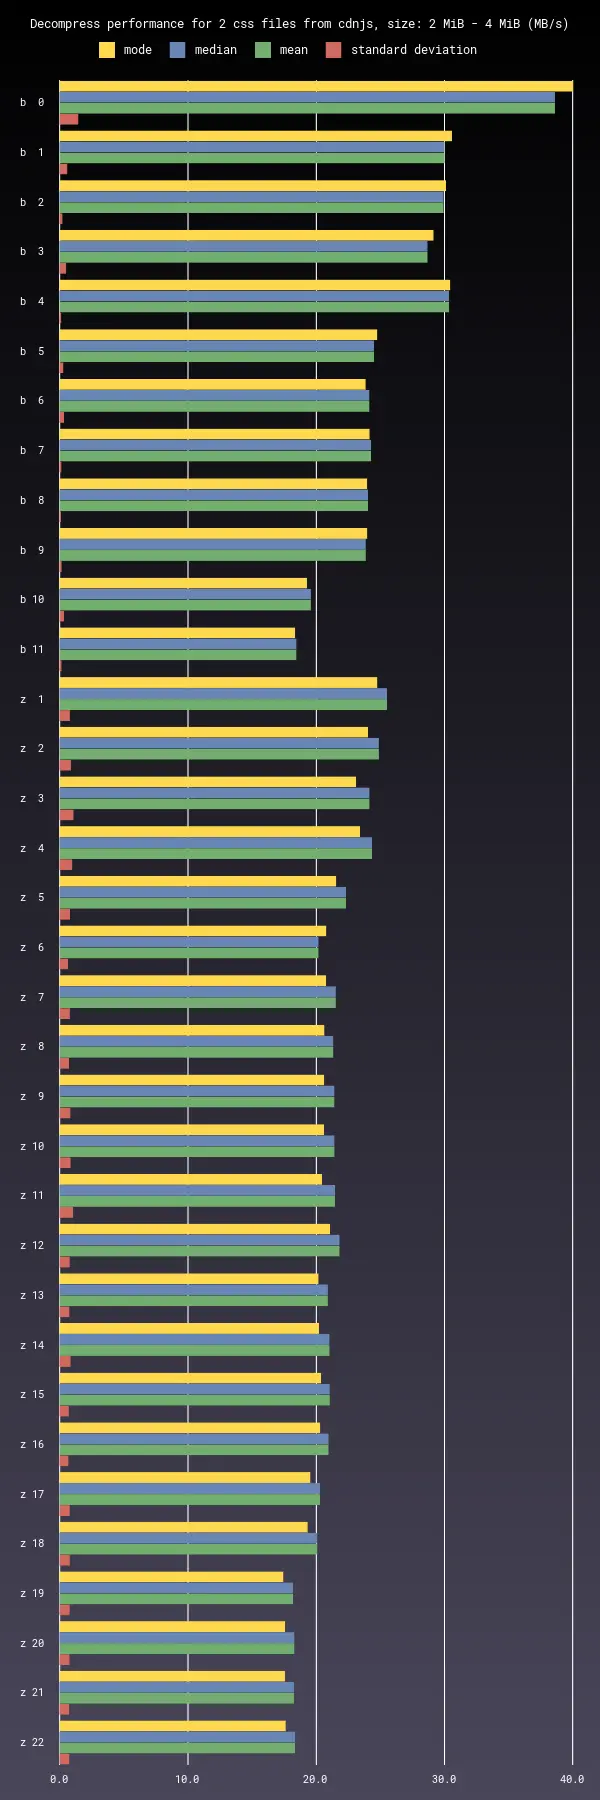 Decompress performance for 2 css files from cdnjs, size: 2 MiB - 4 MiB (MB/s)
mode median mean standard deviation
b 0
b 1
b 2
b 3
b 4
b 5
b 6
b 7
b 8
b 9
b 10
b 11
z 1
z 2
z 3
z 4
z 5
z 6
z 7
z 8
z 9
z 10
z 11
z 12
z 13
z 14
z 15
z 16
z 17
z 18
z 19
z 20
z 21
z 22
0.0 10.0 20.0 30.0 40.0